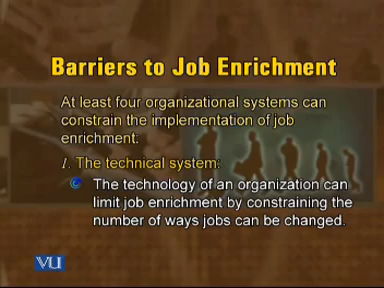 Barriers to Job Enrichment
At least four organizational systems can
constrain the implementation of job
enrichment:
1. The technical system:
The technology of an organization can
limit job enrichment by constraining the
number of ways jobs can be changed.
VU